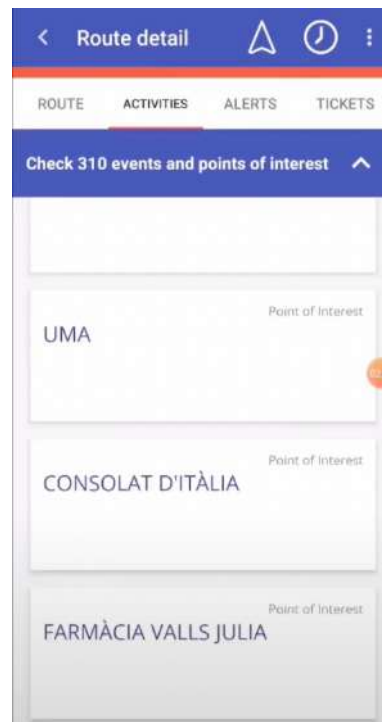 Route detail
ROUTE ACTIVITIES ALERTS TICKETS
Check 310 events and points of interest
Point of Interest
UMA
Point of Interest
CONSOLAT D'ITÀLIA
Point of Interest
FARMÀCIA VALLS JULIA